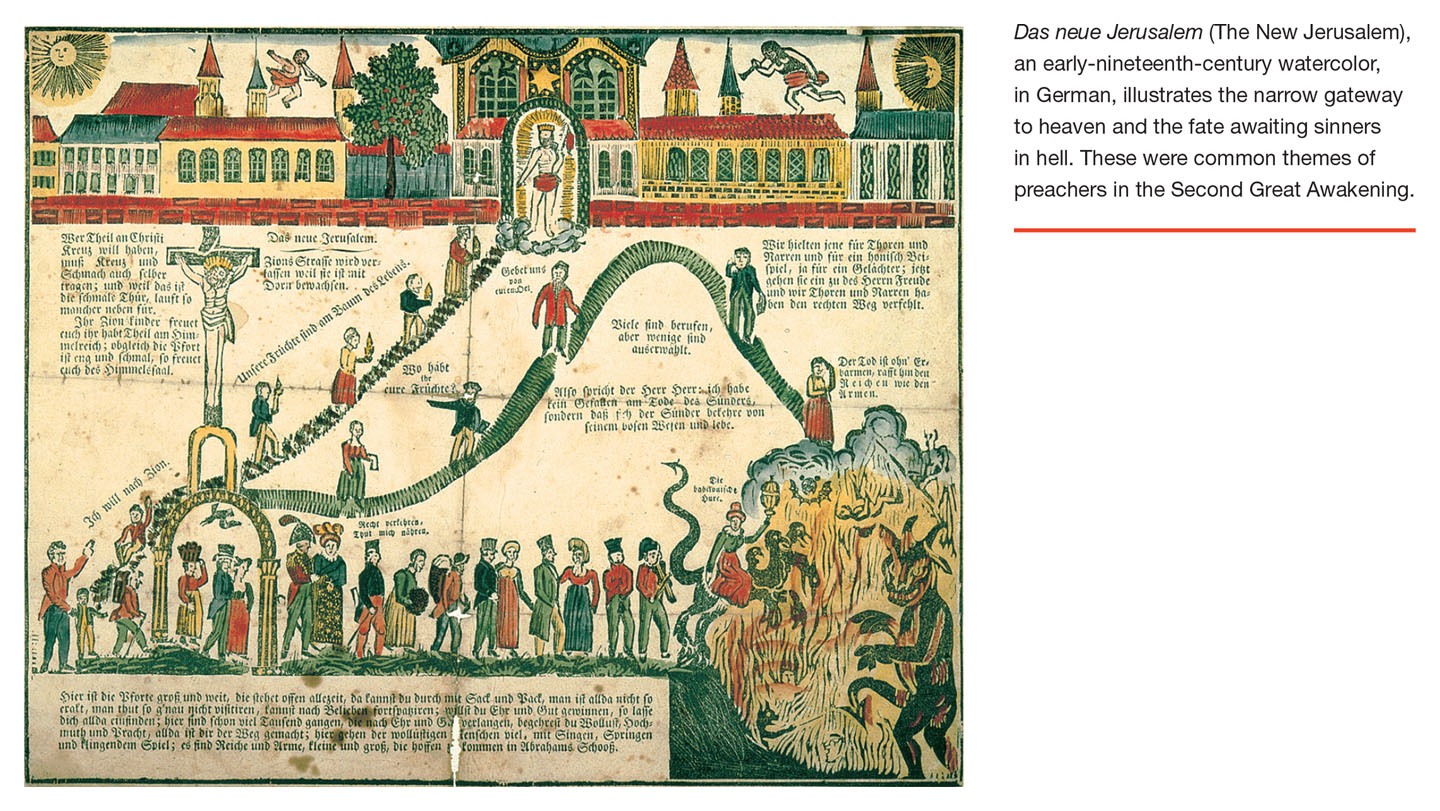 Das neue Jerusalem (The New Jerusalem),
an early-nineteenth-century watercolor,
in German, illustrates the narrow gateway
to heaven and the fate awaiting sinners
in hell. These were common themes of
preachers in the Second Great Awakening.
Wer Theil an Christi
Kreuz will haben,
muß Kreuz und
Schmach auch selber
tragen; und weil das ist
die schmale Thür, lauft so
mancher neben für.
Ihr Zion kinder freuet
euch ihr habt Theil am Him-
melreich; obgleich die Pfort
ist eng und schmal, so freuet
euch des Himmelssaal.
Das neue Jerusalem.
Zions Strasse wird ver-
lassen weil sie ist mit
Dorn bewachsen.
Unsere Früchte sind am Baum des Lebens.
Gebet uns
von
eurem Oel.
Wir hielten jene für Thoren und
Narren und für ein hönisch Bei-
spiel, ja für ein Gelächter; jetzt
gehen sie ein zu des Herrn Freude
und wir Thoren und Narren ha-
ben den rechten Weg verfehlt.
Viele sind berufen,
aber wenige sind
auserwählt.
Wo habt
ihr
eure Früchte?
Der Tod ist ohn' Er-
barmen, rafft hin den
Reichen wie den
Armen.
Also spricht der Herr Herr: ich habe
kein Gefallen am Tode des Sünders,
sondern daß sich der Sünder bekehre von
seinem bosen Wesen und lebe.
Ich will nach Zion.
Die
babilonische
Hure.
Recht verkehren,
Thut mich nähren.
Hier ist die Pforte groß und weit, die stehet offen allezeit, da kannst du durch mit Sack und Pack, man ist allda nicht so
erakt, man thut so g'nau nicht visitiren, kannst nach Belieben fortspatziren; willst du Ehr und Gut gewinnen, so lasse
dich allda einfinden; hier sind schon viel Tausend gangen, die nach Ehr und verlangen, begehrest du Wollust, Hoch-
muth und Pracht, allda ist dir der Weg gemacht; hier gehen der wollüstigen enschen viel, mit Singen, Springen
und klingendem Spiel; es sind Reiche und Arme, kleine und groß, die hoffen kommen in Abrahams Schooß.